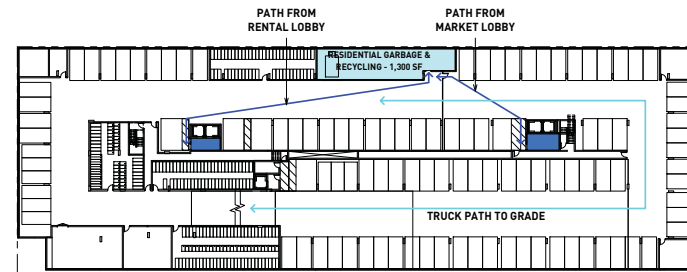 PATH FROM
RENTAL LOBBY
PATH FROM
MARKET LOBBY
RESIDENTIAL GARBAGE &
RECYCLING - 1,300 SF
TRUCK PATH TO GRADE